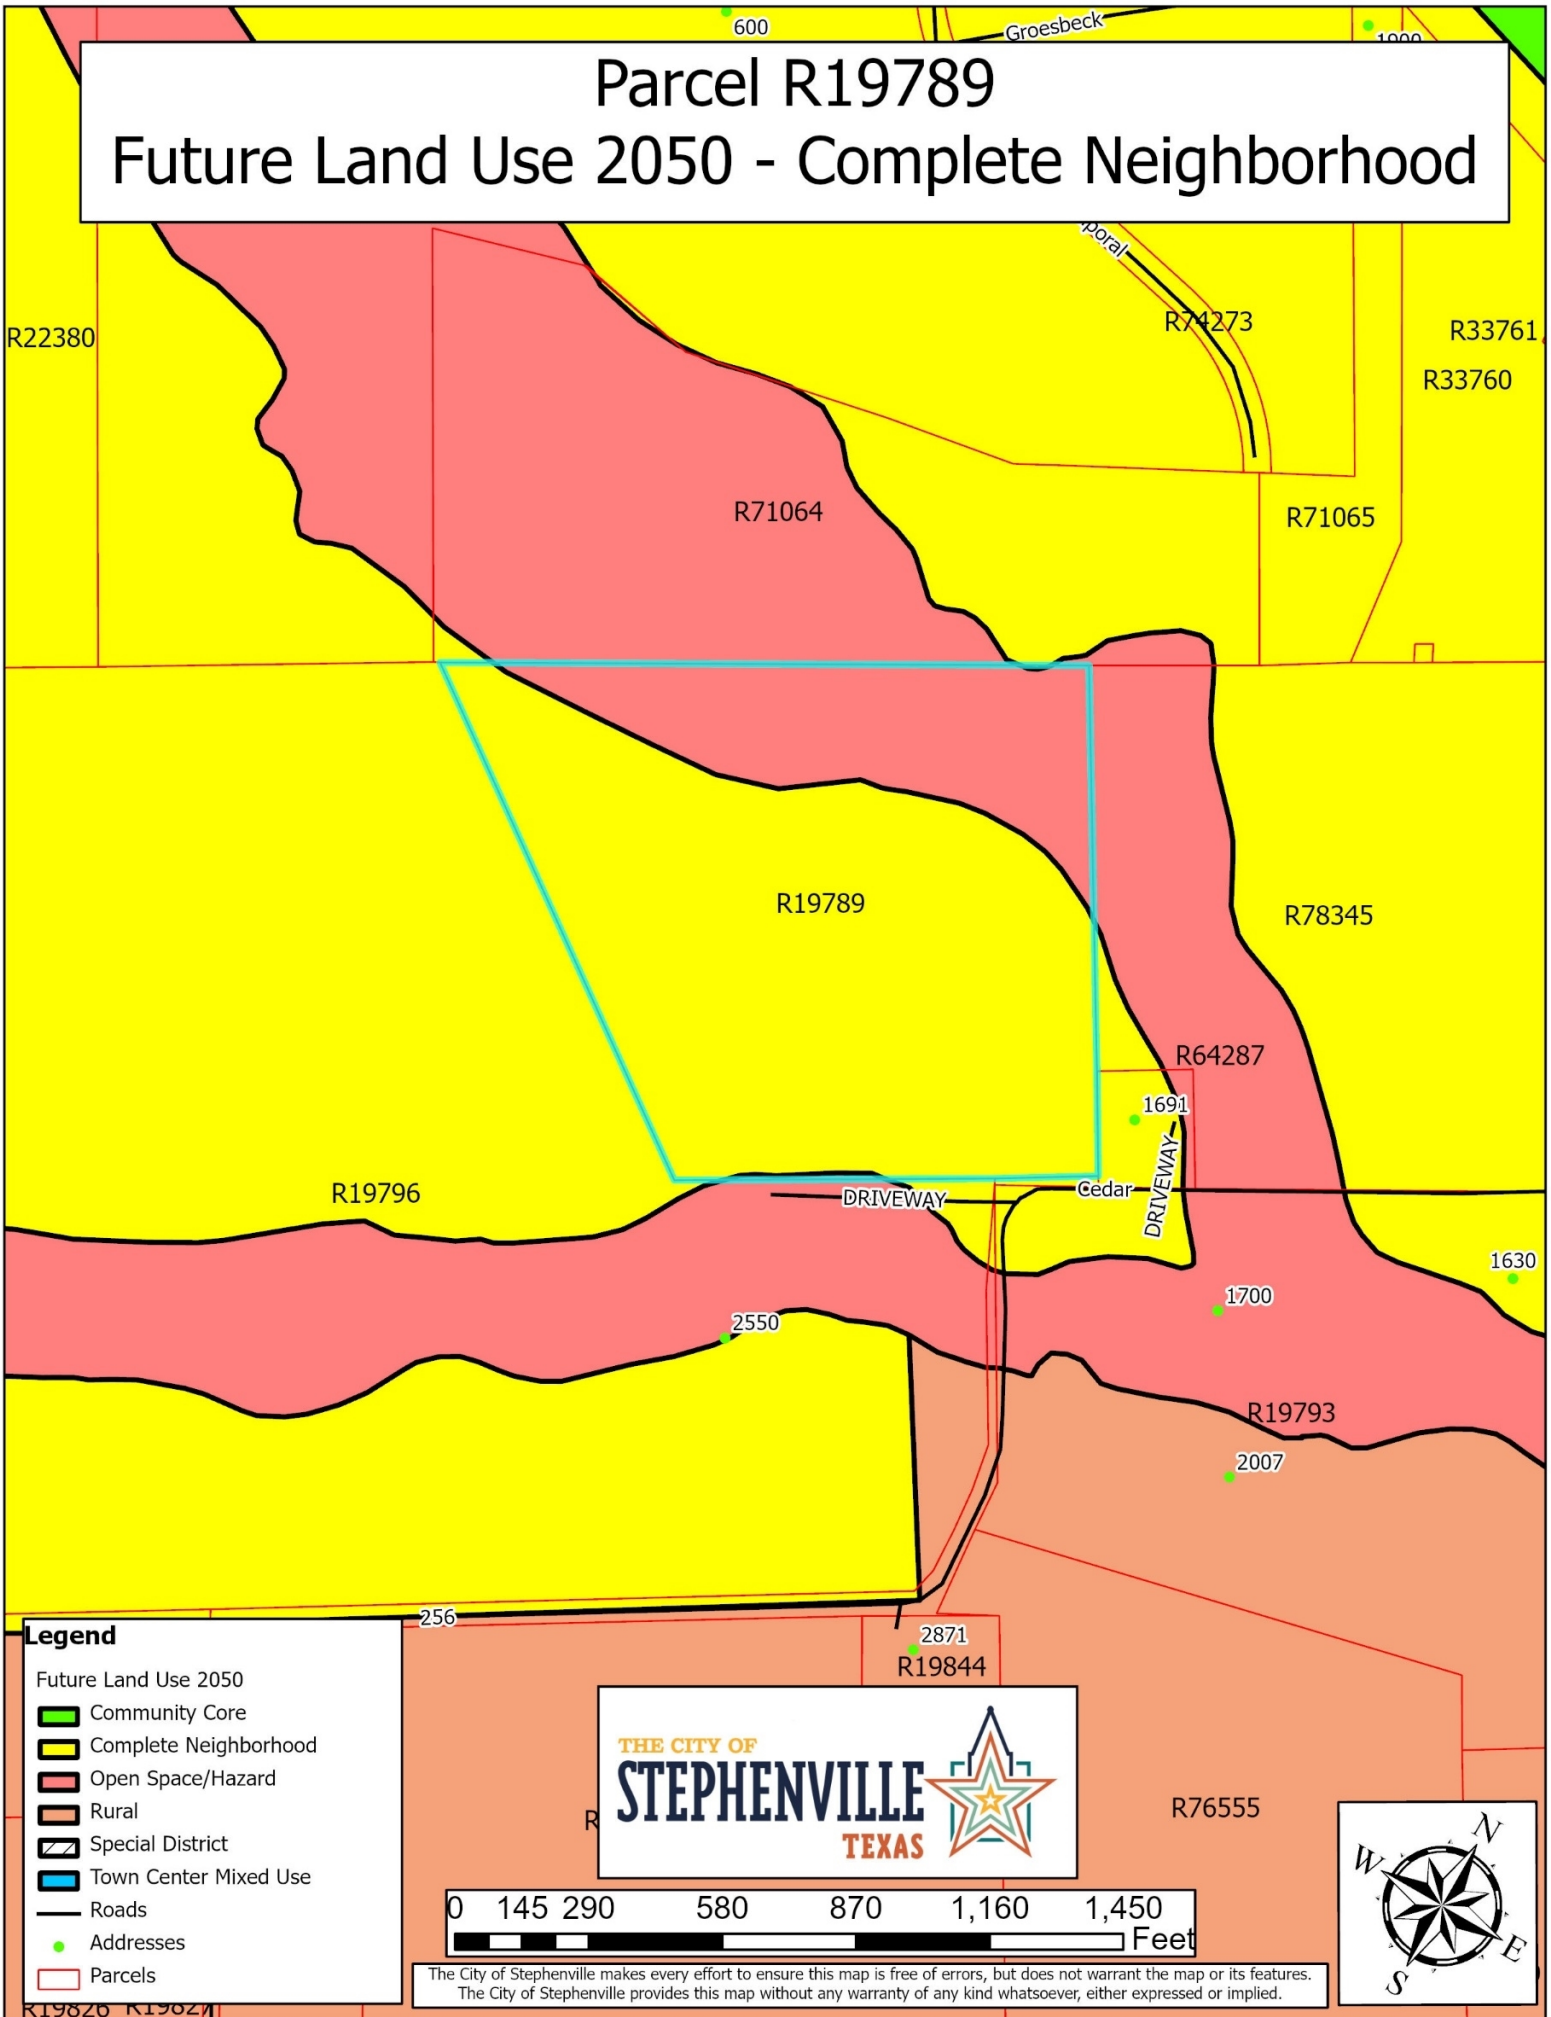 600
Groesbeck
1900
Parcel R19789
Future Land Use 2050 - Complete Neighborhood
poral
R74273
R22380
R33761
R33760
R71064
R71065
R19789
R78345
R64287
1691
DRIVEWAY
R19796
DRIVEWAY
Cedar
1630
1700
2550
R19793
2007
256
2871
R19844
Legend
Future Land Use 2050
Community Core
Complete Neighborhood
Open Space/Hazard
Rural
Special District
Town Center Mixed Use
Roads
Addresses
Parcels
THE CITY OF
STEPHENVILLE
TEXAS
R
R76555
N
W
E
S
0 145 290 580 870 1,160 1,450
Feet
The City of Stephenville makes every effort to ensure this map is free of errors, but does not warrant the map or its features.
The City of Stephenville provides this map without any warranty of any kind whatsoever, either expressed or implied.
R19826 R19827